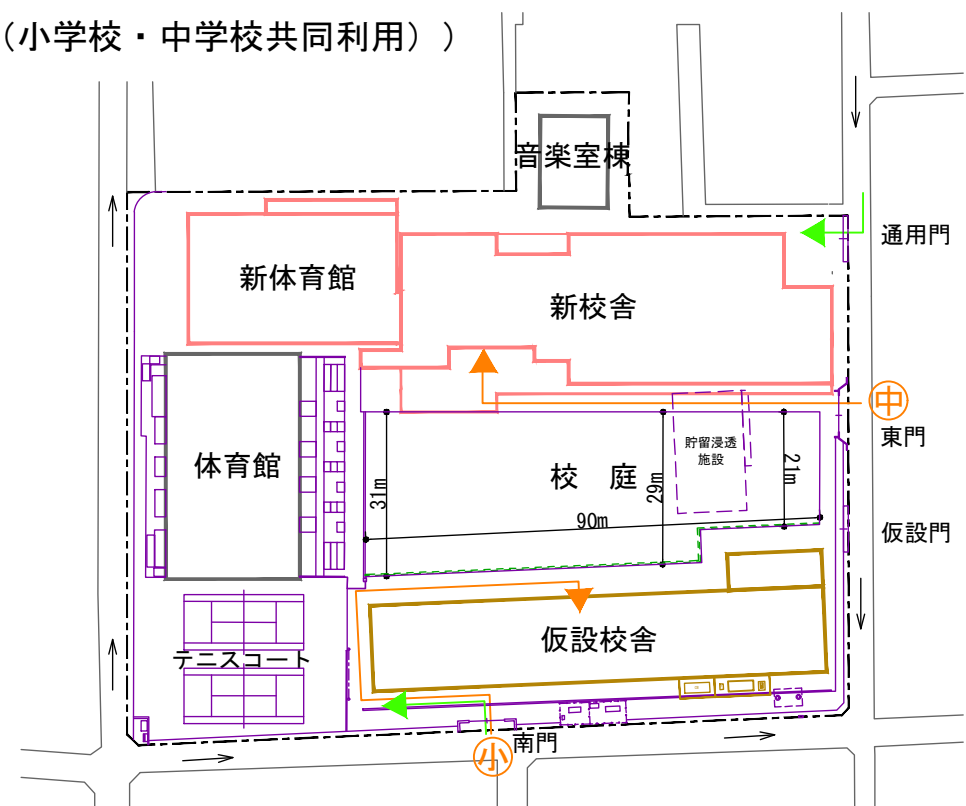 (小学校・中学校共同利用))
音楽室棟
通用門
新体育館
新校舎
中
東門
貯留浸透
施設
体育館
校 庭
31m
29m
21m
90m
仮設門
仮設校舎
テニスコート
南門
小